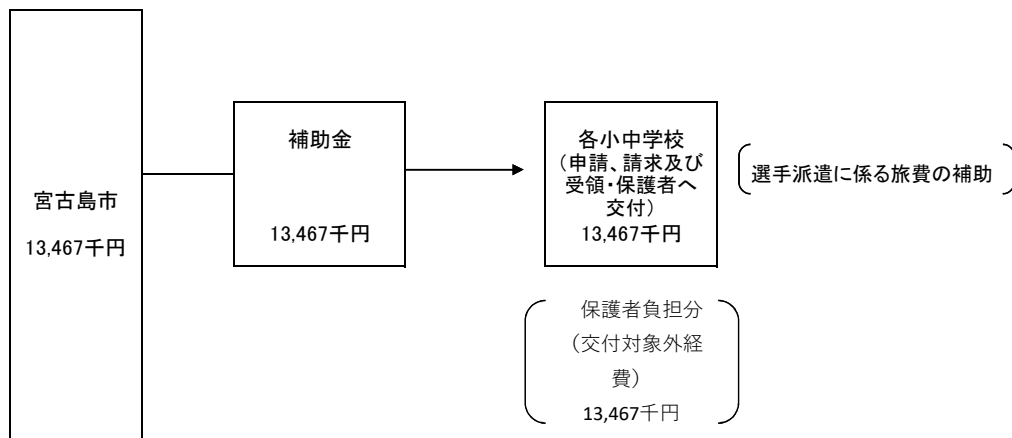 宮古島市
13,467千円
補助金
13,467千円
各小中学校
(申請、請求及び
受領・保護者へ
交付)
13,467千円
選手派遣に係る旅費の補助
保護者負担分
(交付対象外経
費)
13,467千円